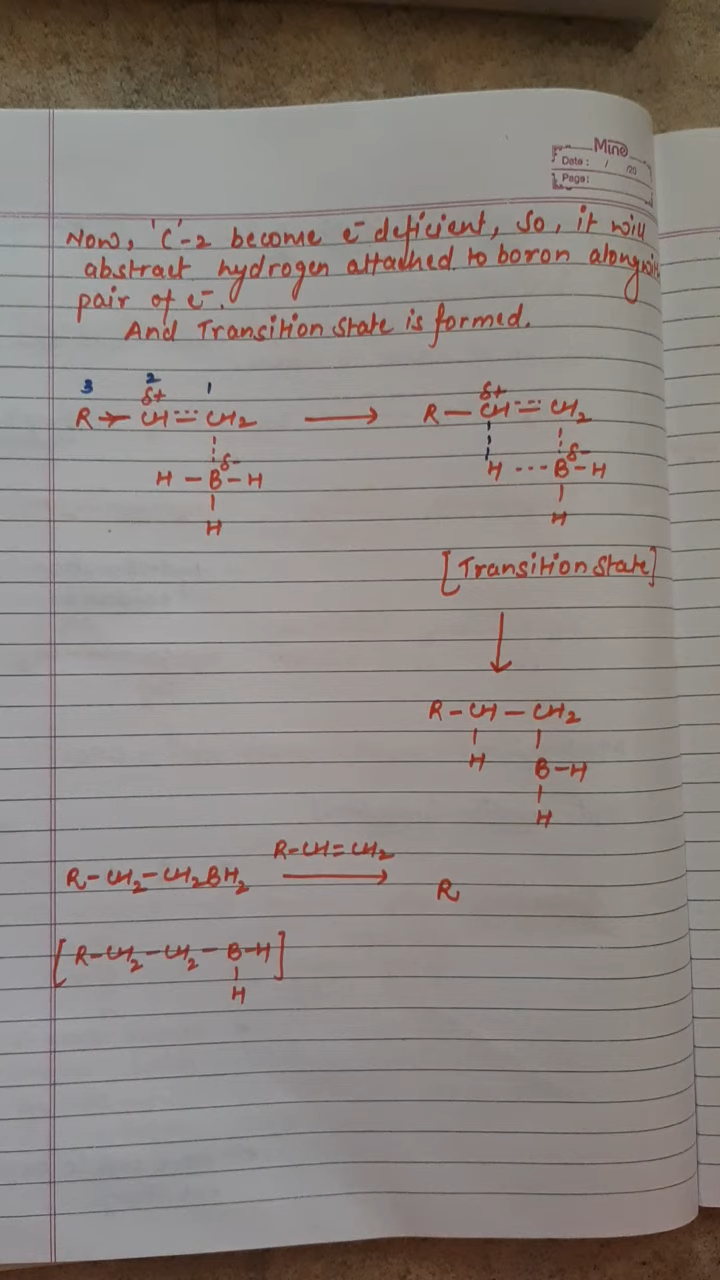 Mine
Date : / /20
Page:
Now, 'C'-2 become e⁻ deficient, so, it will
abstract hydrogen attached to boron along with
pair of e⁻.
And Transition state is formed.
3 2 1
δ+ δ+
R → CH ⋯ CH₂ ⟶ R — CH ⋯ CH₂
δ- δ-
H – B – H H ⋯ B – H
H H
[Transition state]
↓
R – CH – CH₂
H B – H
H
R-CH=CH₂
R – CH₂ – CH₂BH₂ ⟶ R
[R-CH₂-CH₂-B-H]
H